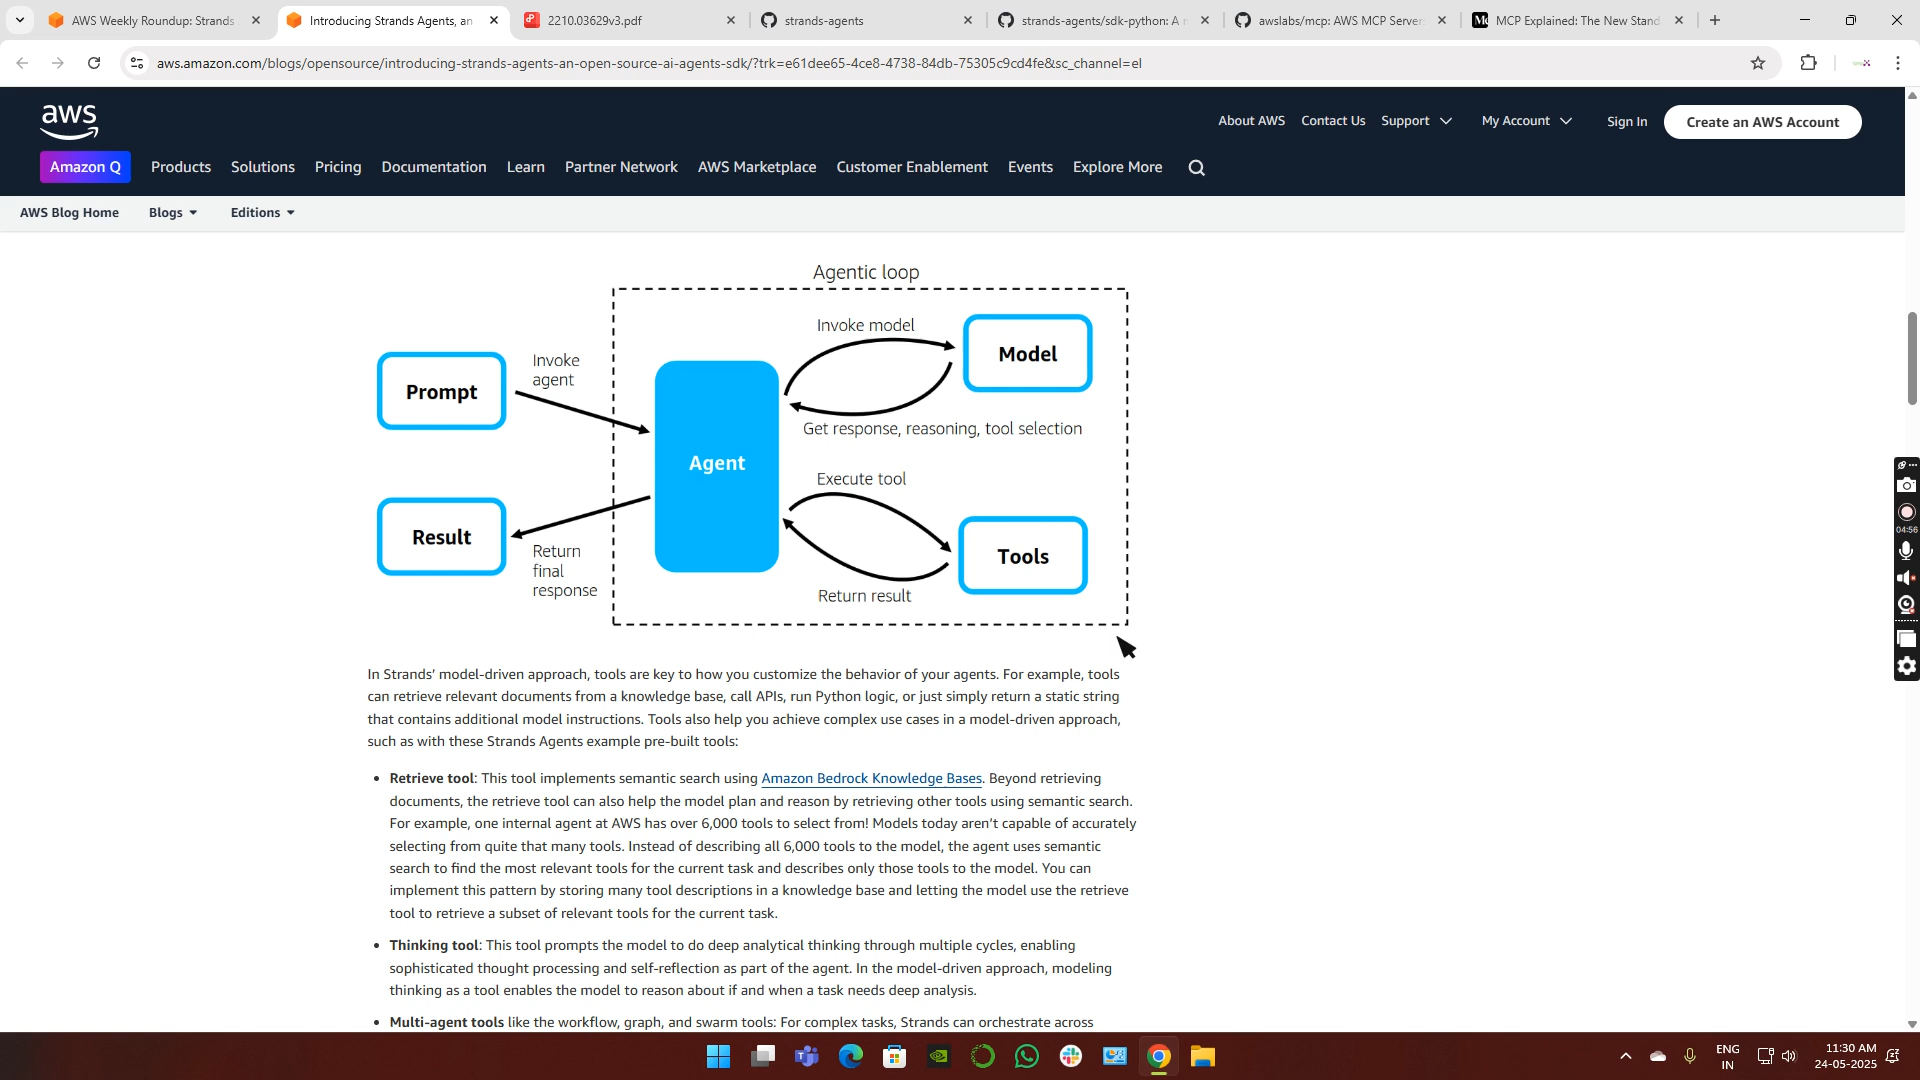 AWS Weekly Roundup: Strands
Introducing Strands Agents, an
2210.03629v3.pdf
strands-agents
strands-agents/sdk-python: A
awslabs/mcp: AWS MCP Server
MCP Explained: The New Stand
aws.amazon.com/blogs/opensource/introducing-strands-agents-an-open-source-ai-agents-sdk/?trk=e61dee65-4ce8-4738-84db-75305c9cd4fe&sc_channel=el
aws
About AWS Contact Us Support My Account Sign In Create an AWS Account
Amazon Q Products Solutions Pricing Documentation Learn Partner Network AWS Marketplace Customer Enablement Events Explore More
AWS Blog Home Blogs Editions
Agentic loop
Invoke model
Model
Invoke
agent
Prompt
Get response, reasoning, tool selection
Agent
Execute tool
Result
Return
final
response
Tools
Return result
In Strands’ model-driven approach, tools are key to how you customize the behavior of your agents. For example, tools
can retrieve relevant documents from a knowledge base, call APIs, run Python logic, or just simply return a static string
that contains additional model instructions. Tools also help you achieve complex use cases in a model-driven approach,
such as with these Strands Agents example pre-built tools:
• Retrieve tool: This tool implements semantic search using Amazon Bedrock Knowledge Bases. Beyond retrieving
documents, the retrieve tool can also help the model plan and reason by retrieving other tools using semantic search.
For example, one internal agent at AWS has over 6,000 tools to select from! Models today aren’t capable of accurately
selecting from quite that many tools. Instead of describing all 6,000 tools to the model, the agent uses semantic
search to find the most relevant tools for the current task and describes only those tools to the model. You can
implement this pattern by storing many tool descriptions in a knowledge base and letting the model use the retrieve
tool to retrieve a subset of relevant tools for the current task.
• Thinking tool: This tool prompts the model to do deep analytical thinking through multiple cycles, enabling
sophisticated thought processing and self-reflection as part of the agent. In the model-driven approach, modeling
thinking as a tool enables the model to reason about if and when a task needs deep analysis.
• Multi-agent tools like the workflow, graph, and swarm tools: For complex tasks, Strands can orchestrate across
04:56
ENG
IN
11:30 AM
24-05-2025